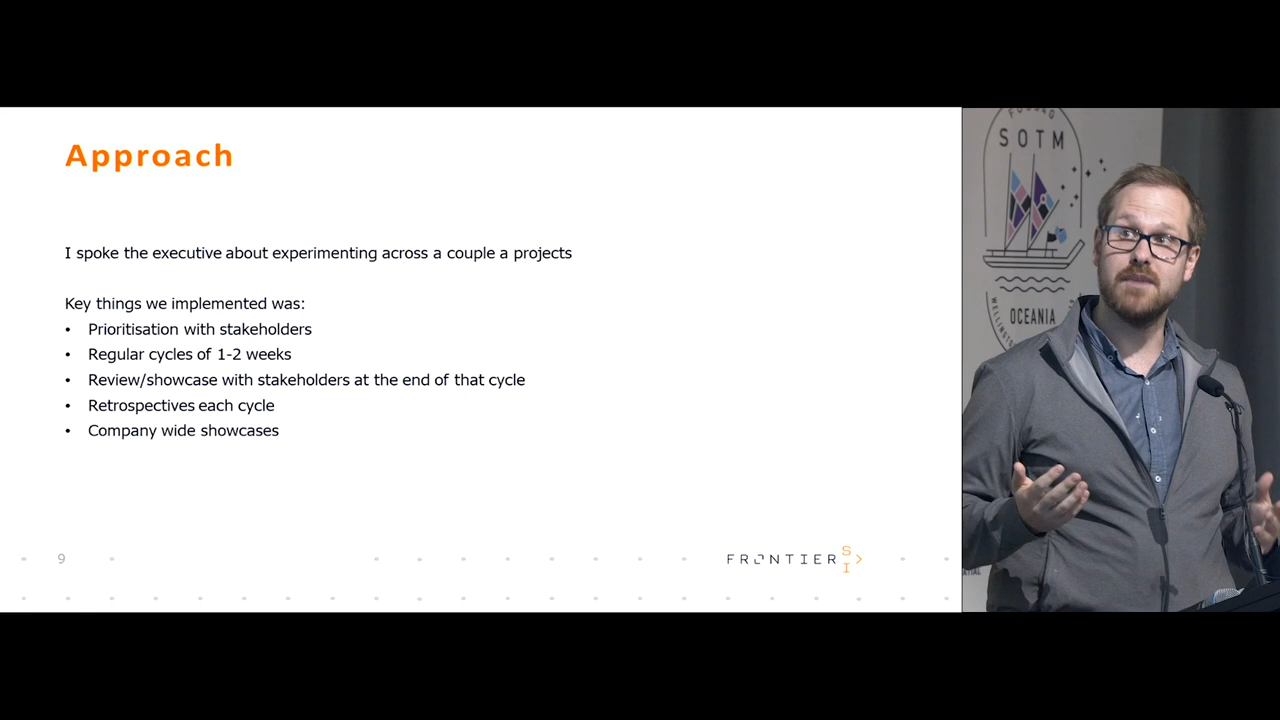 Approach
I spoke the executive about experimenting across a couple a projects
Key things we implemented was:
• Prioritisation with stakeholders
• Regular cycles of 1-2 weeks
• Review/showcase with stakeholders at the end of that cycle
• Retrospectives each cycle
• Company wide showcases
9
FRONTIER SI
SOTM
OCEANIA